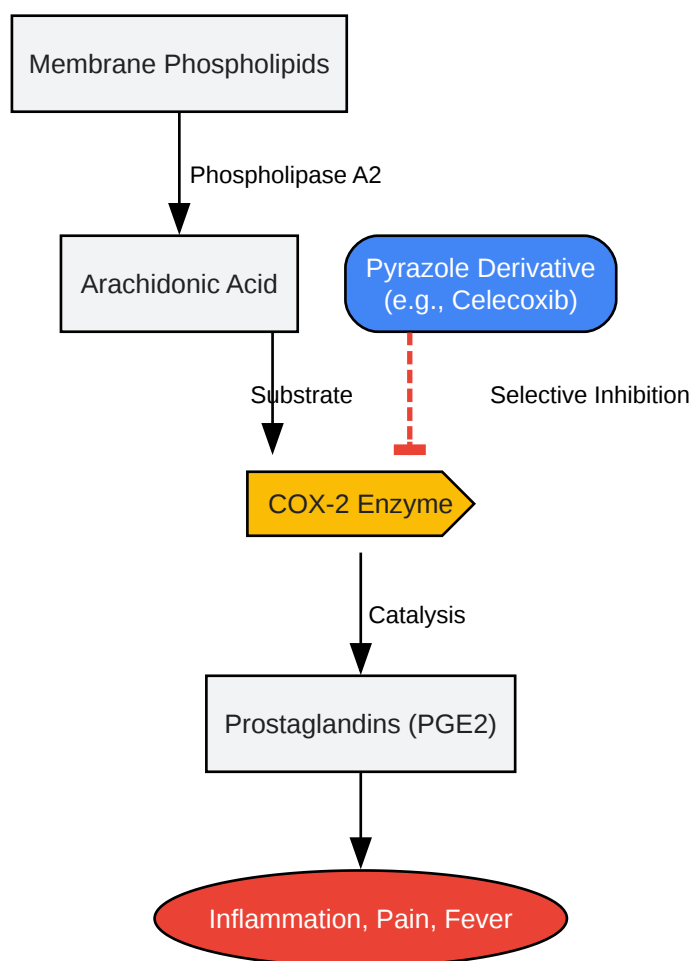 Membrane Phospholipids
Phospholipase A2
Arachidonic Acid
Pyrazole Derivative
(e.g., Celecoxib)
Substrate
Selective Inhibition
COX-2 Enzyme
Catalysis
Prostaglandins (PGE2)
Inflammation, Pain, Fever